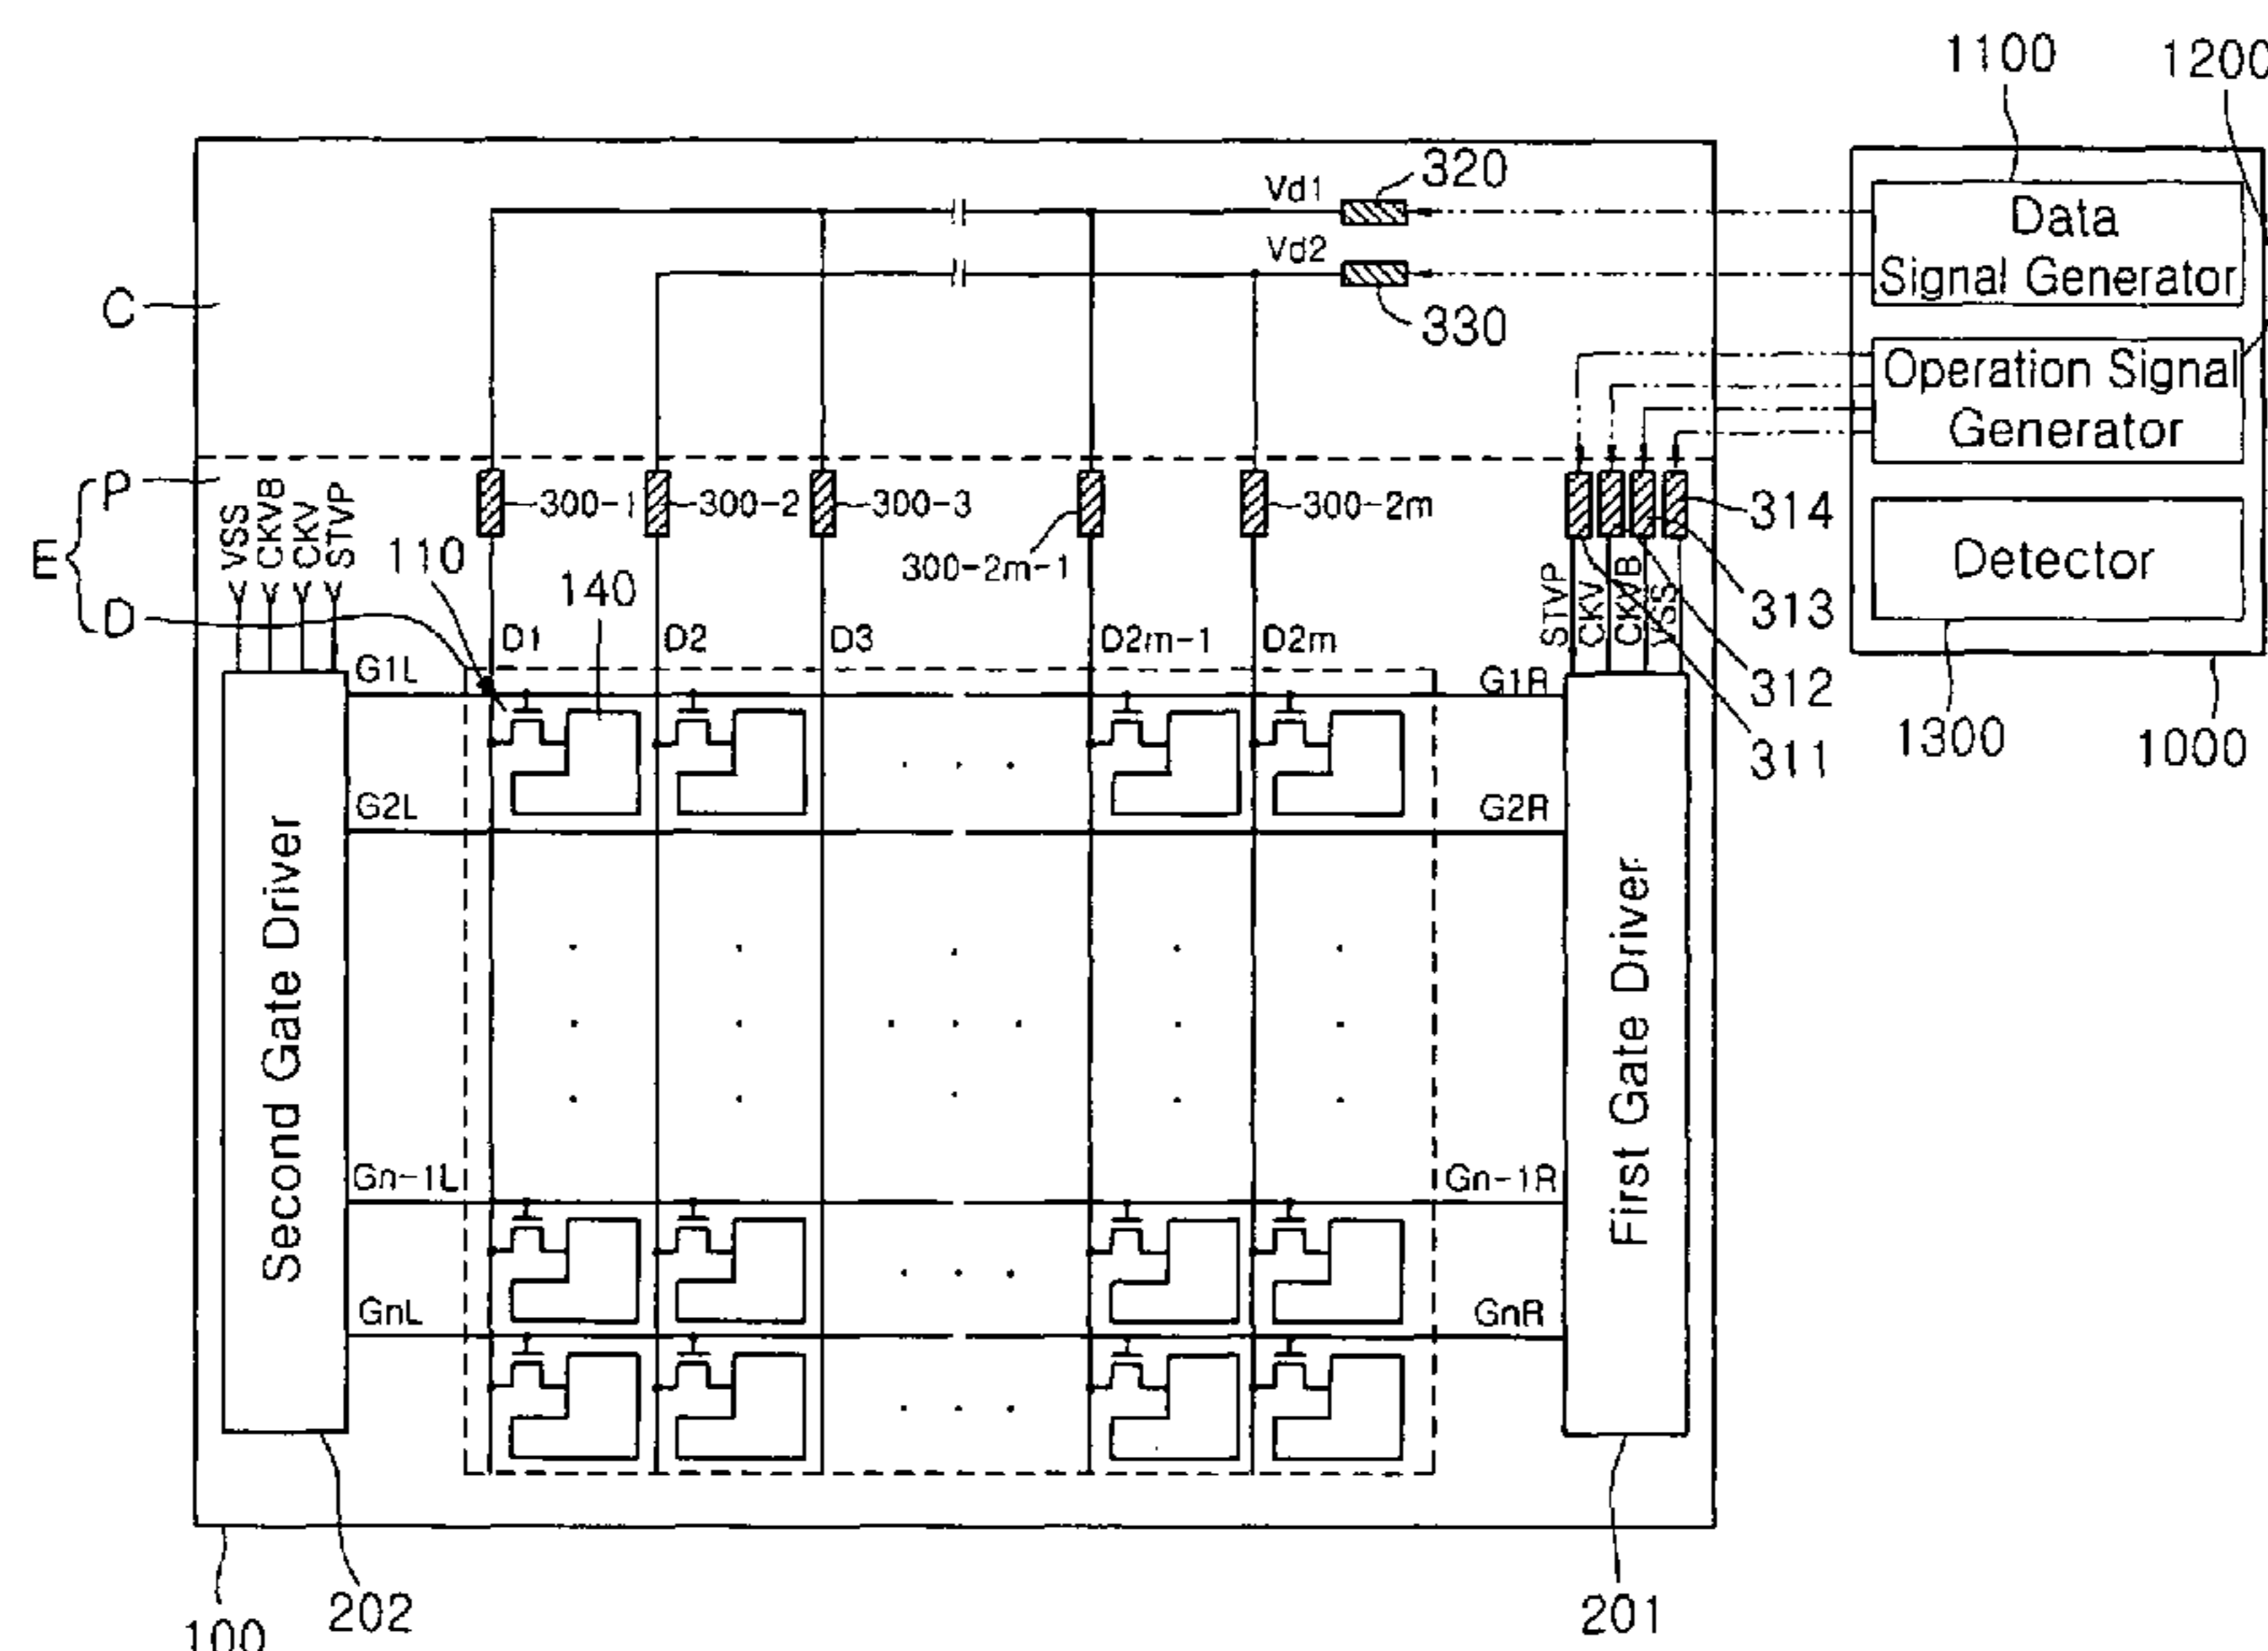 1100
1200
320
Vd1
Data
Signal Generator
Vd2
C
330
Operation Signal
Generator
P
E
D
VSS
CKVB
CKV
STVP
300-1
300-2
300-3
300-2m
300-2m-1
314
Detector
110
140
STVP
CKV
CKVB
VSS
313
D1
D2
D3
D2m-1
D2m
G1L
G1R
312
1300
1000
311
G2L
G2R
Second Gate Driver
First Gate Driver
Gn-1L
Gn-1R
GnL
GnR
100
202
201